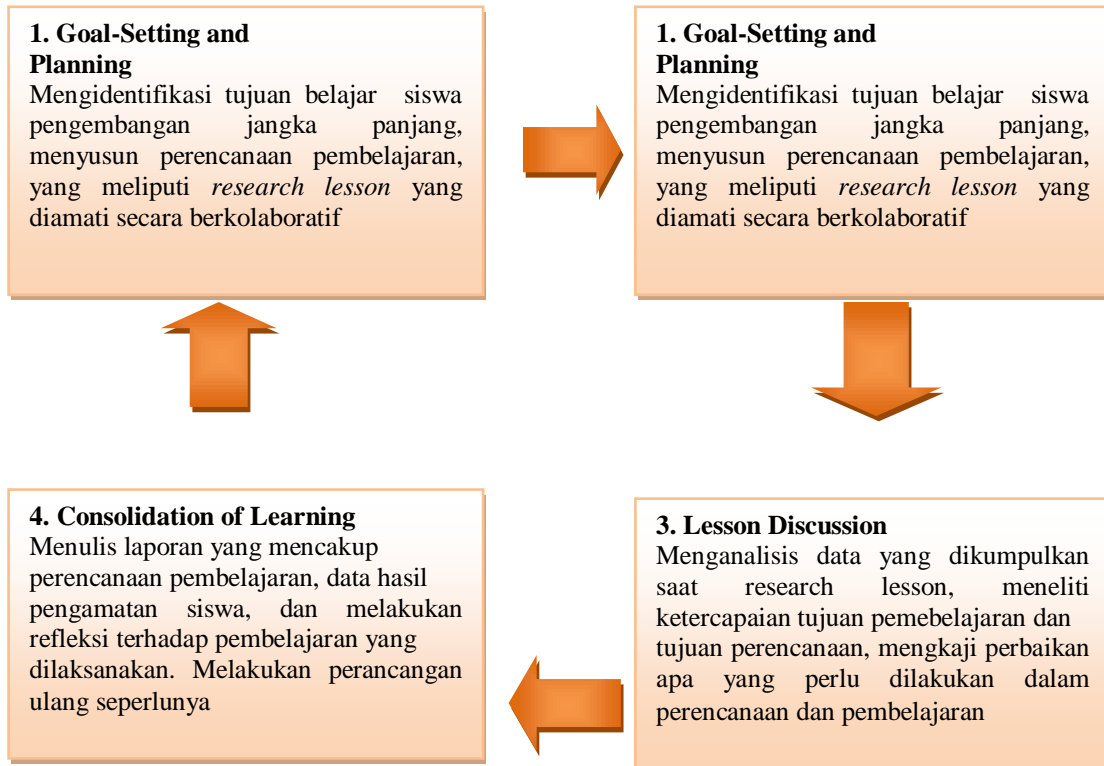 1. Goal-Setting and
Planning
Mengidentifikasi tujuan belajar siswa
pengembangan jangka panjang,
menyusun perencanaan pembelajaran,
yang meliputi research lesson yang
diamati secara berkolaboratif
1. Goal-Setting and
Planning
Mengidentifikasi tujuan belajar siswa
pengembangan jangka panjang,
menyusun perencanaan pembelajaran,
yang meliputi research lesson yang
diamati secara berkolaboratif
4. Consolidation of Learning
Menulis laporan yang mencakup
perencanaan pembelajaran, data hasil
pengamatan siswa, dan melakukan
refleksi terhadap pembelajaran yang
dilaksanakan. Melakukan perancangan
ulang seperlunya
3. Lesson Discussion
Menganalisis data yang dikumpulkan
saat research lesson, meneliti
ketercapaian tujuan pemebelajaran dan
tujuan perencanaan, mengkaji perbaikan
apa yang perlu dilakukan dalam
perencanaan dan pembelajaran